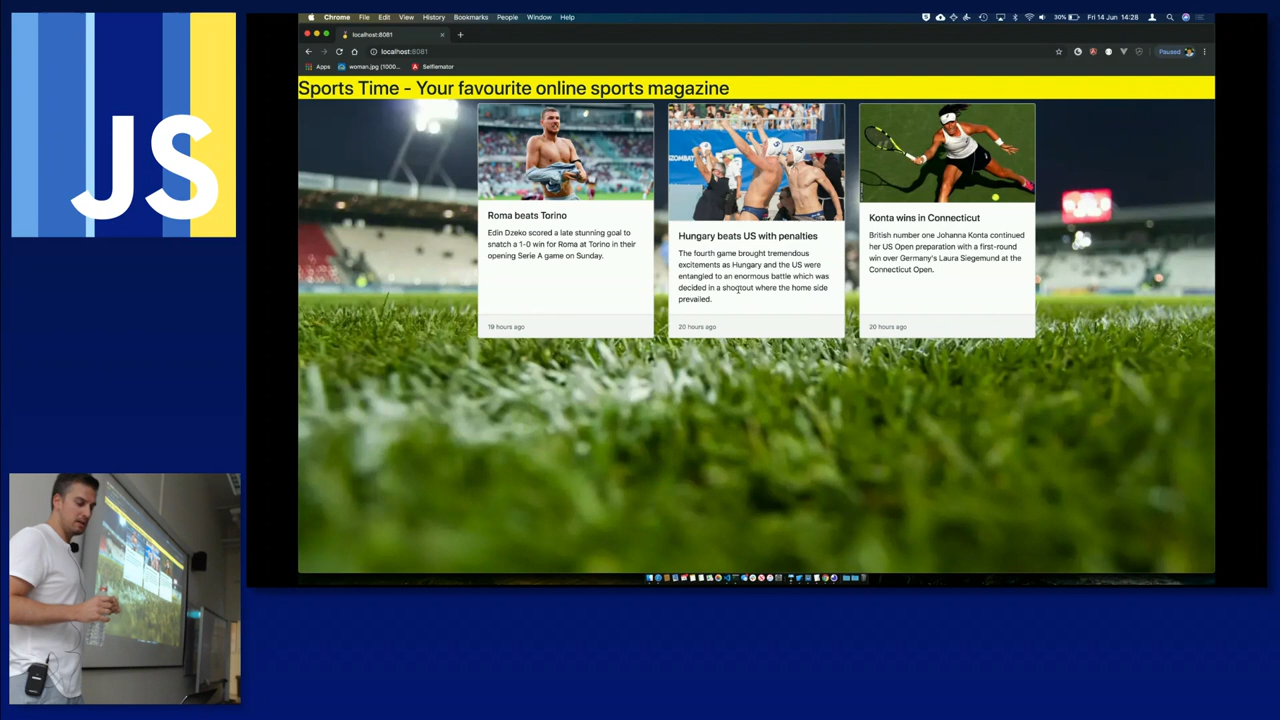 JS
Chrome File Edit View History Bookmarks People Window Help
30% Fri 14 Jun 14:28
localhost:8081
localhost:8081
Paused
Apps woman.jpg (1000... Selfiemator
Sports Time - Your favourite online sports magazine
Roma beats Torino
Edin Dzeko scored a late stunning goal to
snatch a 1-0 win for Roma at Torino in their
opening Serie A game on Sunday.
19 hours ago
Hungary beats US with penalties
The fourth game brought tremendous
excitements as Hungary and the US were
entangled to an enormous battle which was
decided in a shootout where the home side
prevailed.
20 hours ago
Konta wins in Connecticut
British number one Johanna Konta continued
her US Open preparation with a first-round
win over Germany's Laura Siegemund at the
Connecticut Open.
20 hours ago